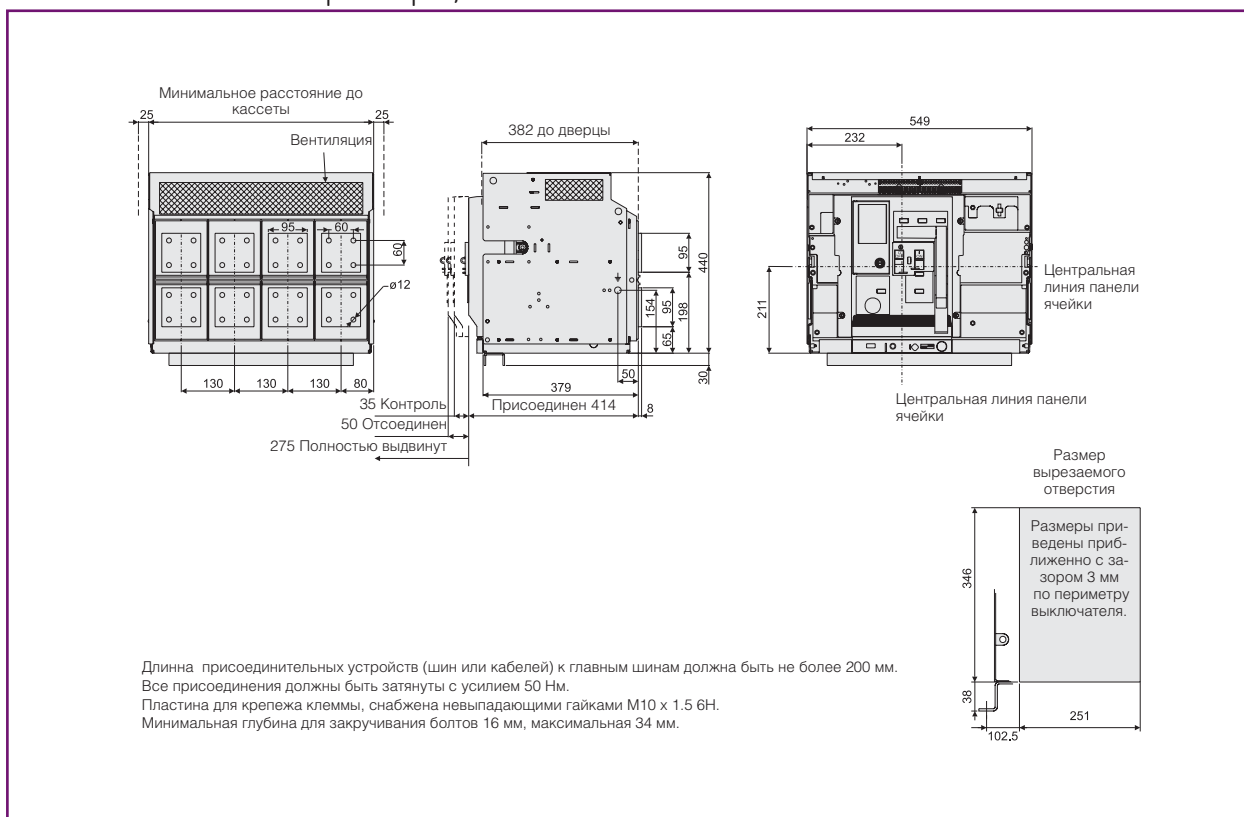 Минимальное расстояние до
кассеты
25
25
Вентиляция
95
60
60
ø12
130
130
130
80
382 до дверцы
95
440
154
95
198
65
30
50
379
35 Контроль
Присоединен 414
8
50 Отсоединен
275 Полностью выдвинут
549
232
211
Центральная
линия панели
ячейки
Центральная линия панели
ячейки
Размер
вырезаемого
отверстия
Размеры при-
ведены приб-
лиженно с за-
зором 3 мм
по периметру
выключателя.
346
38
102.5
251
Длинна присоединительных устройств (шин или кабелей) к главным шинам должна быть не более 200 мм.
Все присоединения должны быть затянуты с усилием 50 Нм.
Пластина для крепежа клеммы, снабжена невыпадающими гайками M10 x 1.5 6H.
Минимальная глубина для закручивания болтов 16 мм, максимальная 34 мм.